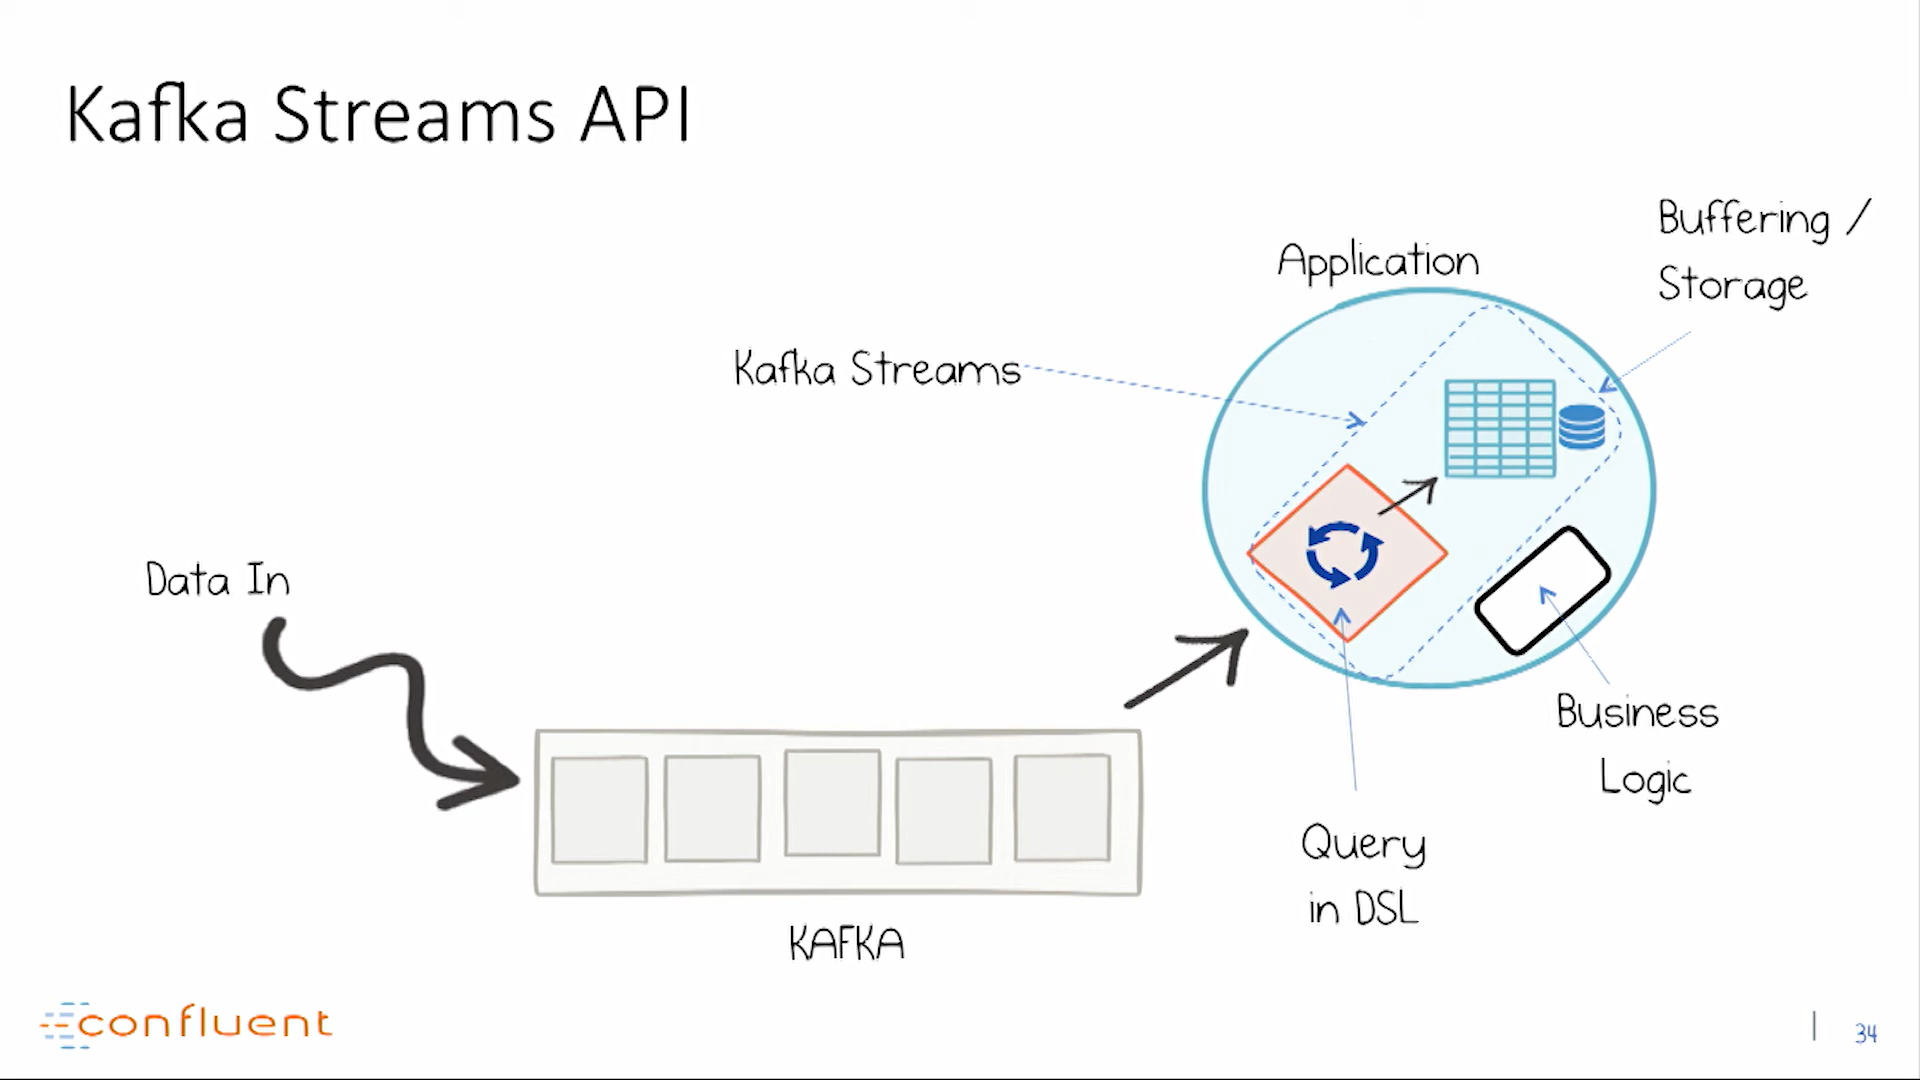 Kafka Streams API
Buffering /
Storage
Application
Kafka Streams
Data In
Business
Logic
Query
in DSL
KAFKA
confluent
34